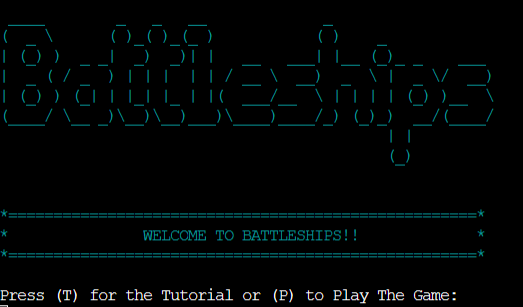 Battleships
WELCOME TO BATTLESHIPS!!
Press (T) for the Tutorial or (P) to Play The Game: